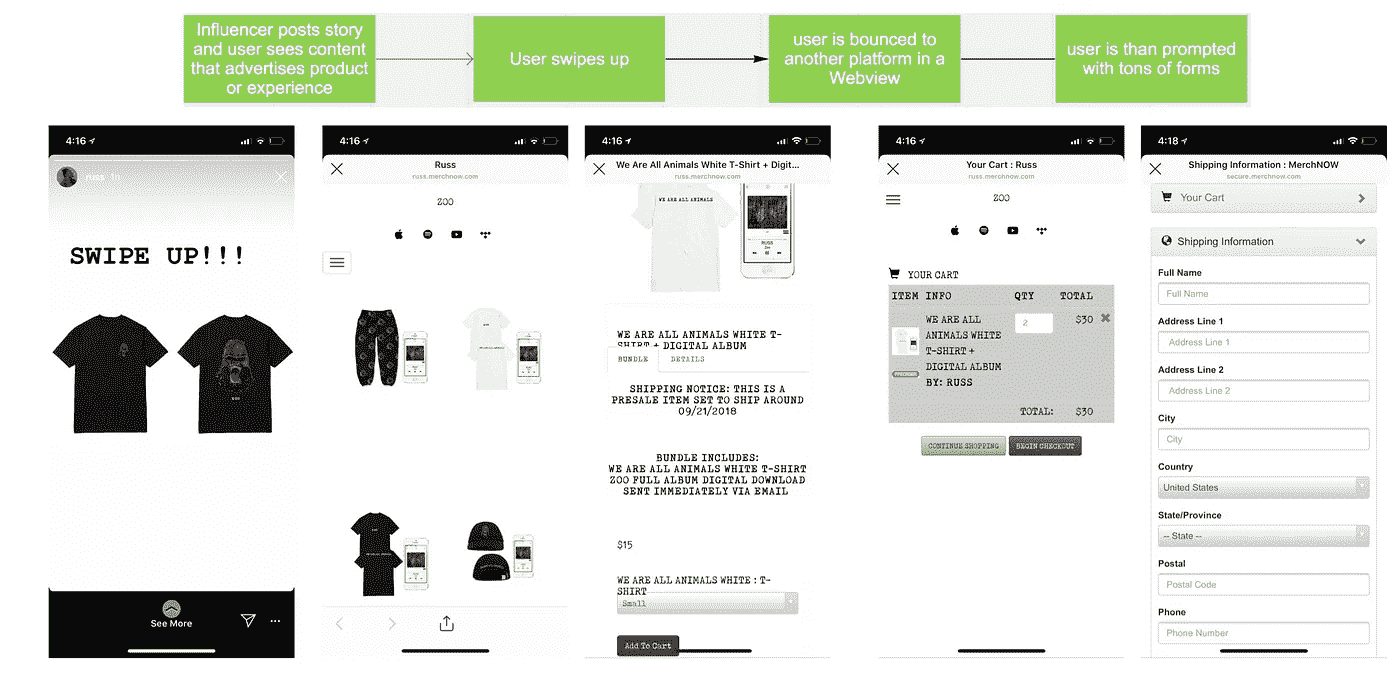 Influencer posts story
and user sees content
that advertises product
or experience
User swipes up
user is bounced to
another platform in a
Webview
user is than prompted
with tons of forms
4:16
russ 1h
SWIPE UP!!!
See More
4:16
Russ
russ.merchnow.com
ZOO
4:16
We Are All Animals White T-Shirt + Digit...
russ.merchnow.com
WE ARE ALL ANIMALS
RUSS
WE ARE ALL ANIMALS WHITE T-
SHIRT + DIGITAL ALBUM
BUNDLE DETAILS
SHIPPING NOTICE: THIS IS A
PRESALE ITEM SET TO SHIP AROUND
09/21/2018
BUNDLE INCLUDES:
WE ARE ALL ANIMALS WHITE T-SHIRT
ZOO FULL ALBUM DIGITAL DOWNLOAD
SENT IMMEDIATELY VIA EMAIL
$15
WE ARE ALL ANIMALS WHITE : T-
SHIRT
Small
Add To Cart
4:16
Your Cart : Russ
russ.merchnow.com
ZOO
YOUR CART
ITEM INFO QTY TOTAL
WE ARE ALL 2 $30
ANIMALS WHITE
T-SHIRT +
DIGITAL ALBUM
BY: RUSS
TOTAL: $30
CONTINUE SHOPPING BEGIN CHECKOUT
4:18
Shipping Information : MerchNOW
secure.merchnow.com
Your Cart
Shipping Information
Full Name
Full Name
Address Line 1
Address Line 1
Address Line 2
Address Line 2
City
City
Country
United States
State/Province
-- State --
Postal
Postal Code
Phone
Phone Number